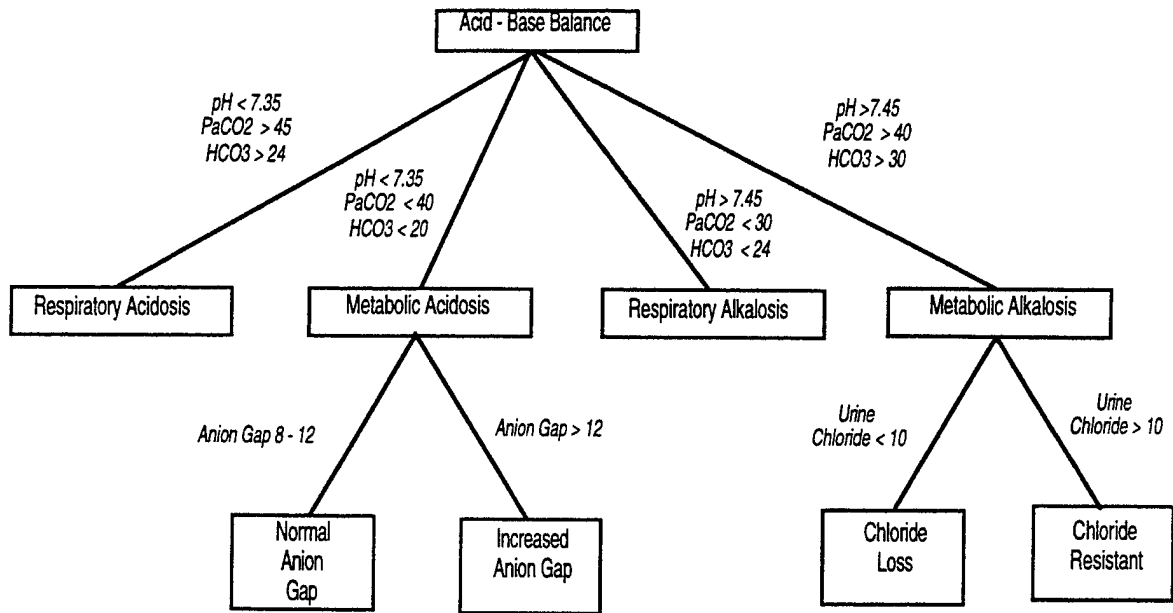 Acid - Base Balance
pH < 7.35
PaCO2 > 45
HCO3 > 24
pH < 7.35
PaCO2 < 40
HCO3 < 20
pH > 7.45
PaCO2 < 30
HCO3 < 24
pH >7.45
PaCO2 > 40
HCO3 > 30
Respiratory Acidosis
Metabolic Acidosis
Respiratory Alkalosis
Metabolic Alkalosis
Anion Gap 8 - 12
Anion Gap > 12
Urine
Chloride < 10
Urine
Chloride > 10
Normal
Anion
Gap
Increased
Anion Gap
Chloride
Loss
Chloride
Resistant